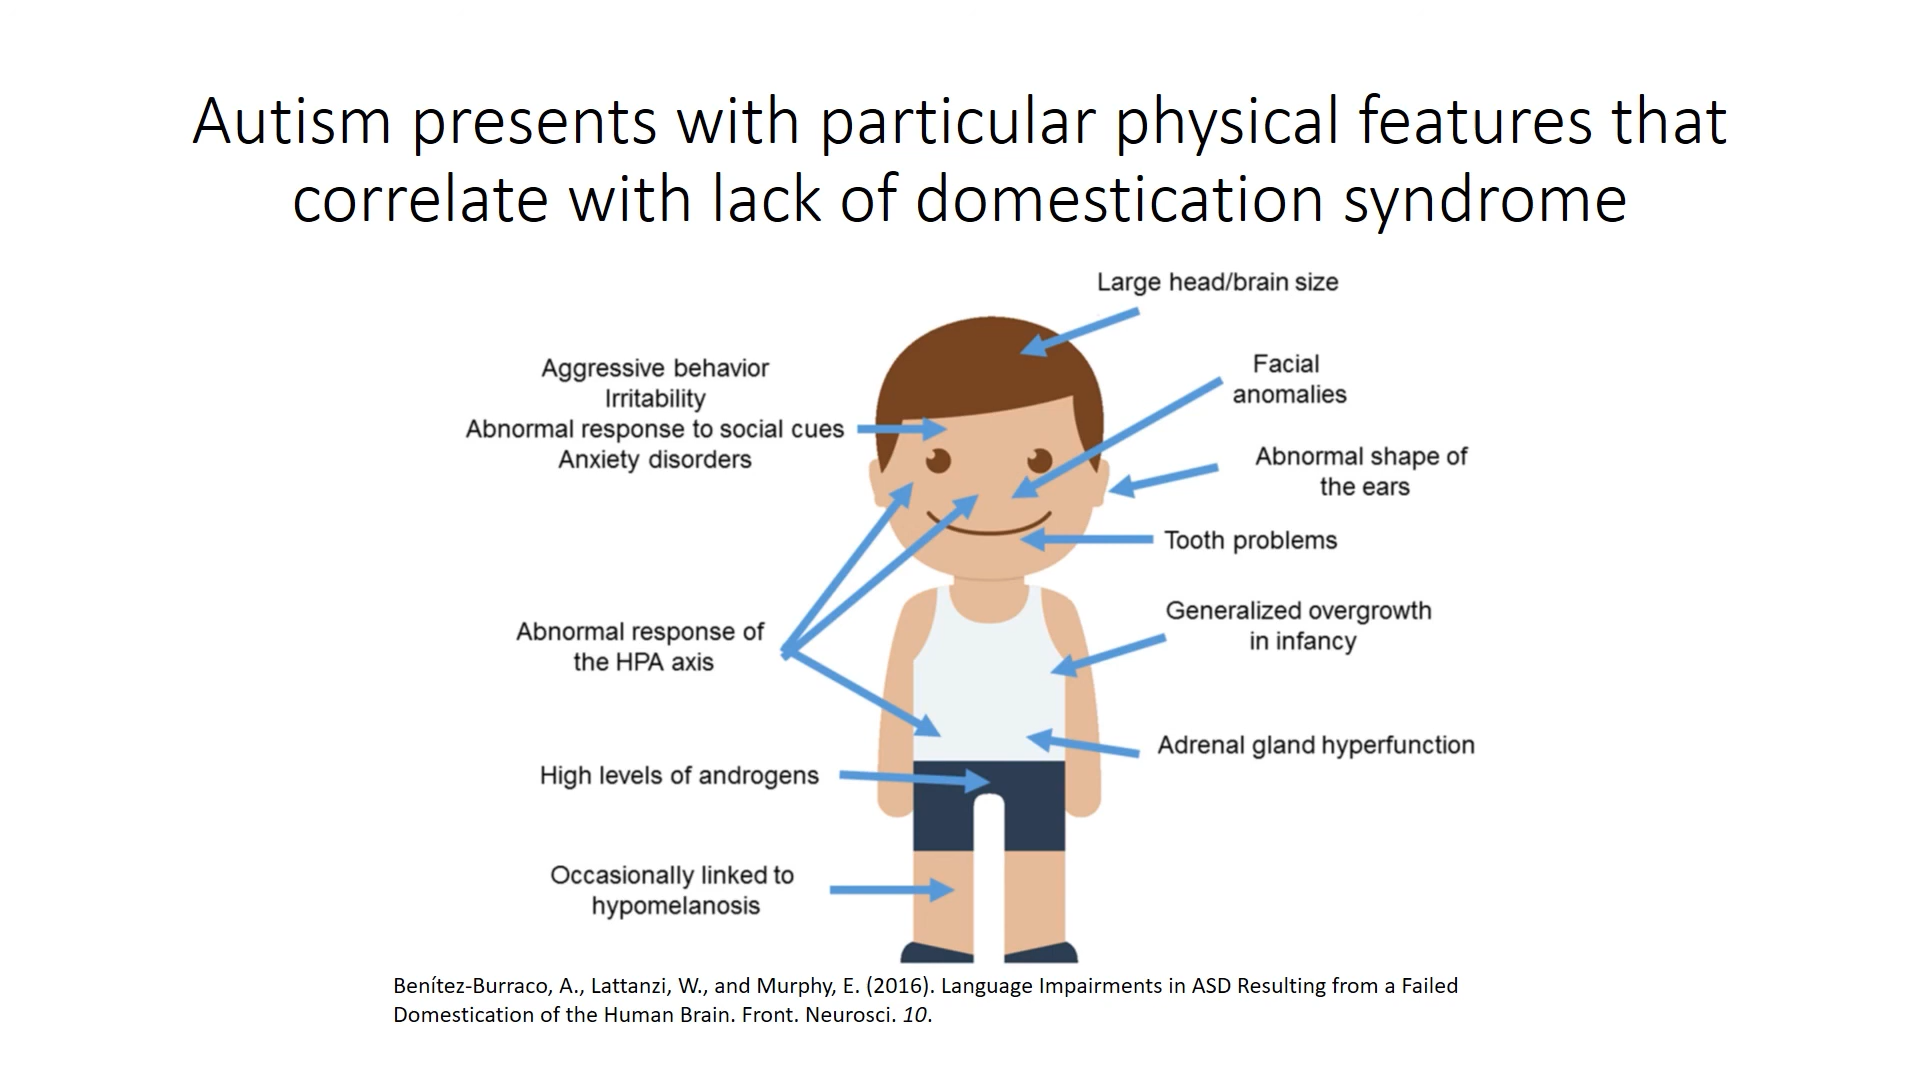 Autism presents with particular physical features that
correlate with lack of domestication syndrome
Large head/brain size
Aggressive behavior
Irritability
Abnormal response to social cues
Anxiety disorders
Facial
anomalies
Abnormal shape of
the ears
Tooth problems
Abnormal response of
the HPA axis
Generalized overgrowth
in infancy
Adrenal gland hyperfunction
High levels of androgens
Occasionally linked to
hypomelanosis
Benítez-Burraco, A., Lattanzi, W., and Murphy, E. (2016). Language Impairments in ASD Resulting from a Failed
Domestication of the Human Brain. Front. Neurosci. 10.